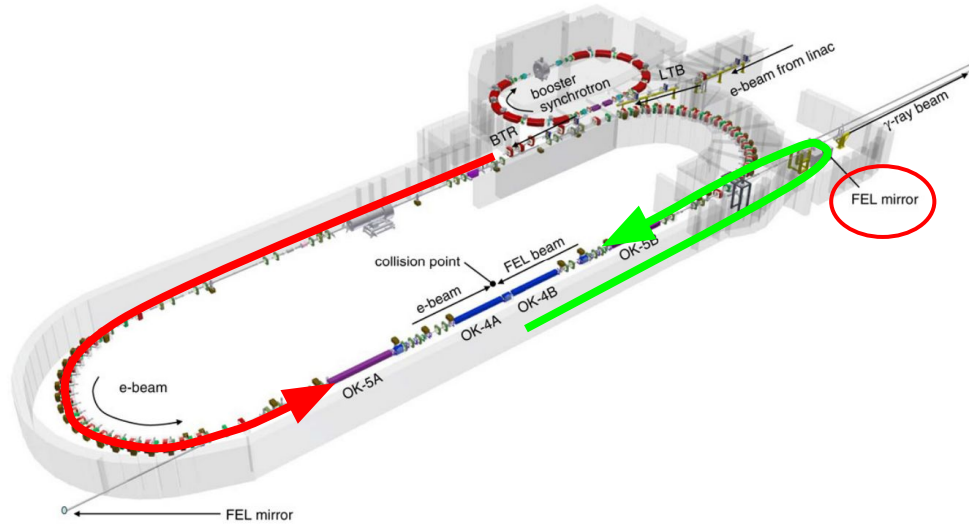 booster
synchrotron
LTB
e-beam from linac
BTR
γ-ray beam
FEL mirror
OK-5B
FEL beam
collision point
e-beam
OK-4B
OK-4A
OK-5A
e-beam
FEL mirror